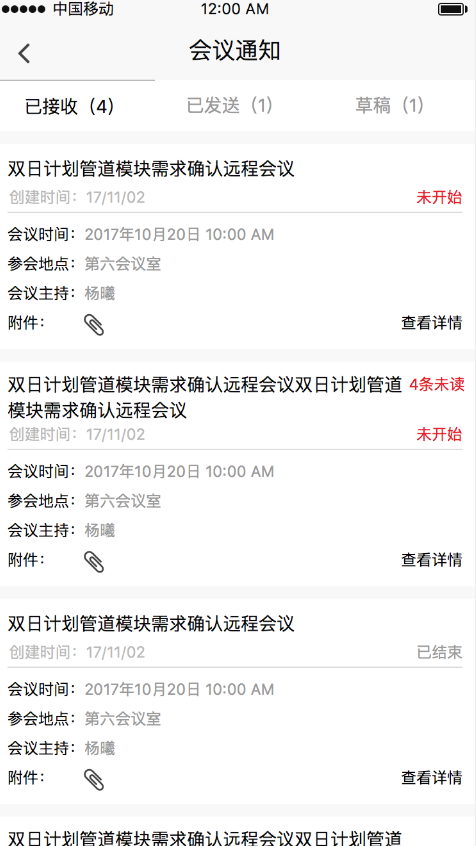 中国移动 12:00 AM
会议通知
已接收（4） 已发送（1） 草稿（1）
双日计划管道模块需求确认远程会议
创建时间：17/11/02 未开始
会议时间：2017年10月20日 10:00 AM
参会地点：第六会议室
会议主持：杨曦
附件： 查看详情
双日计划管道模块需求确认远程会议双日计划管道 4条未读
模块需求确认远程会议
创建时间：17/11/02 未开始
会议时间：2017年10月20日 10:00 AM
参会地点：第六会议室
会议主持：杨曦
附件： 查看详情
双日计划管道模块需求确认远程会议
创建时间：17/11/02 已结束
会议时间：2017年10月20日 10:00 AM
参会地点：第六会议室
会议主持：杨曦
附件： 查看详情
双日计划管道模块需求确认远程会议双日计划管道